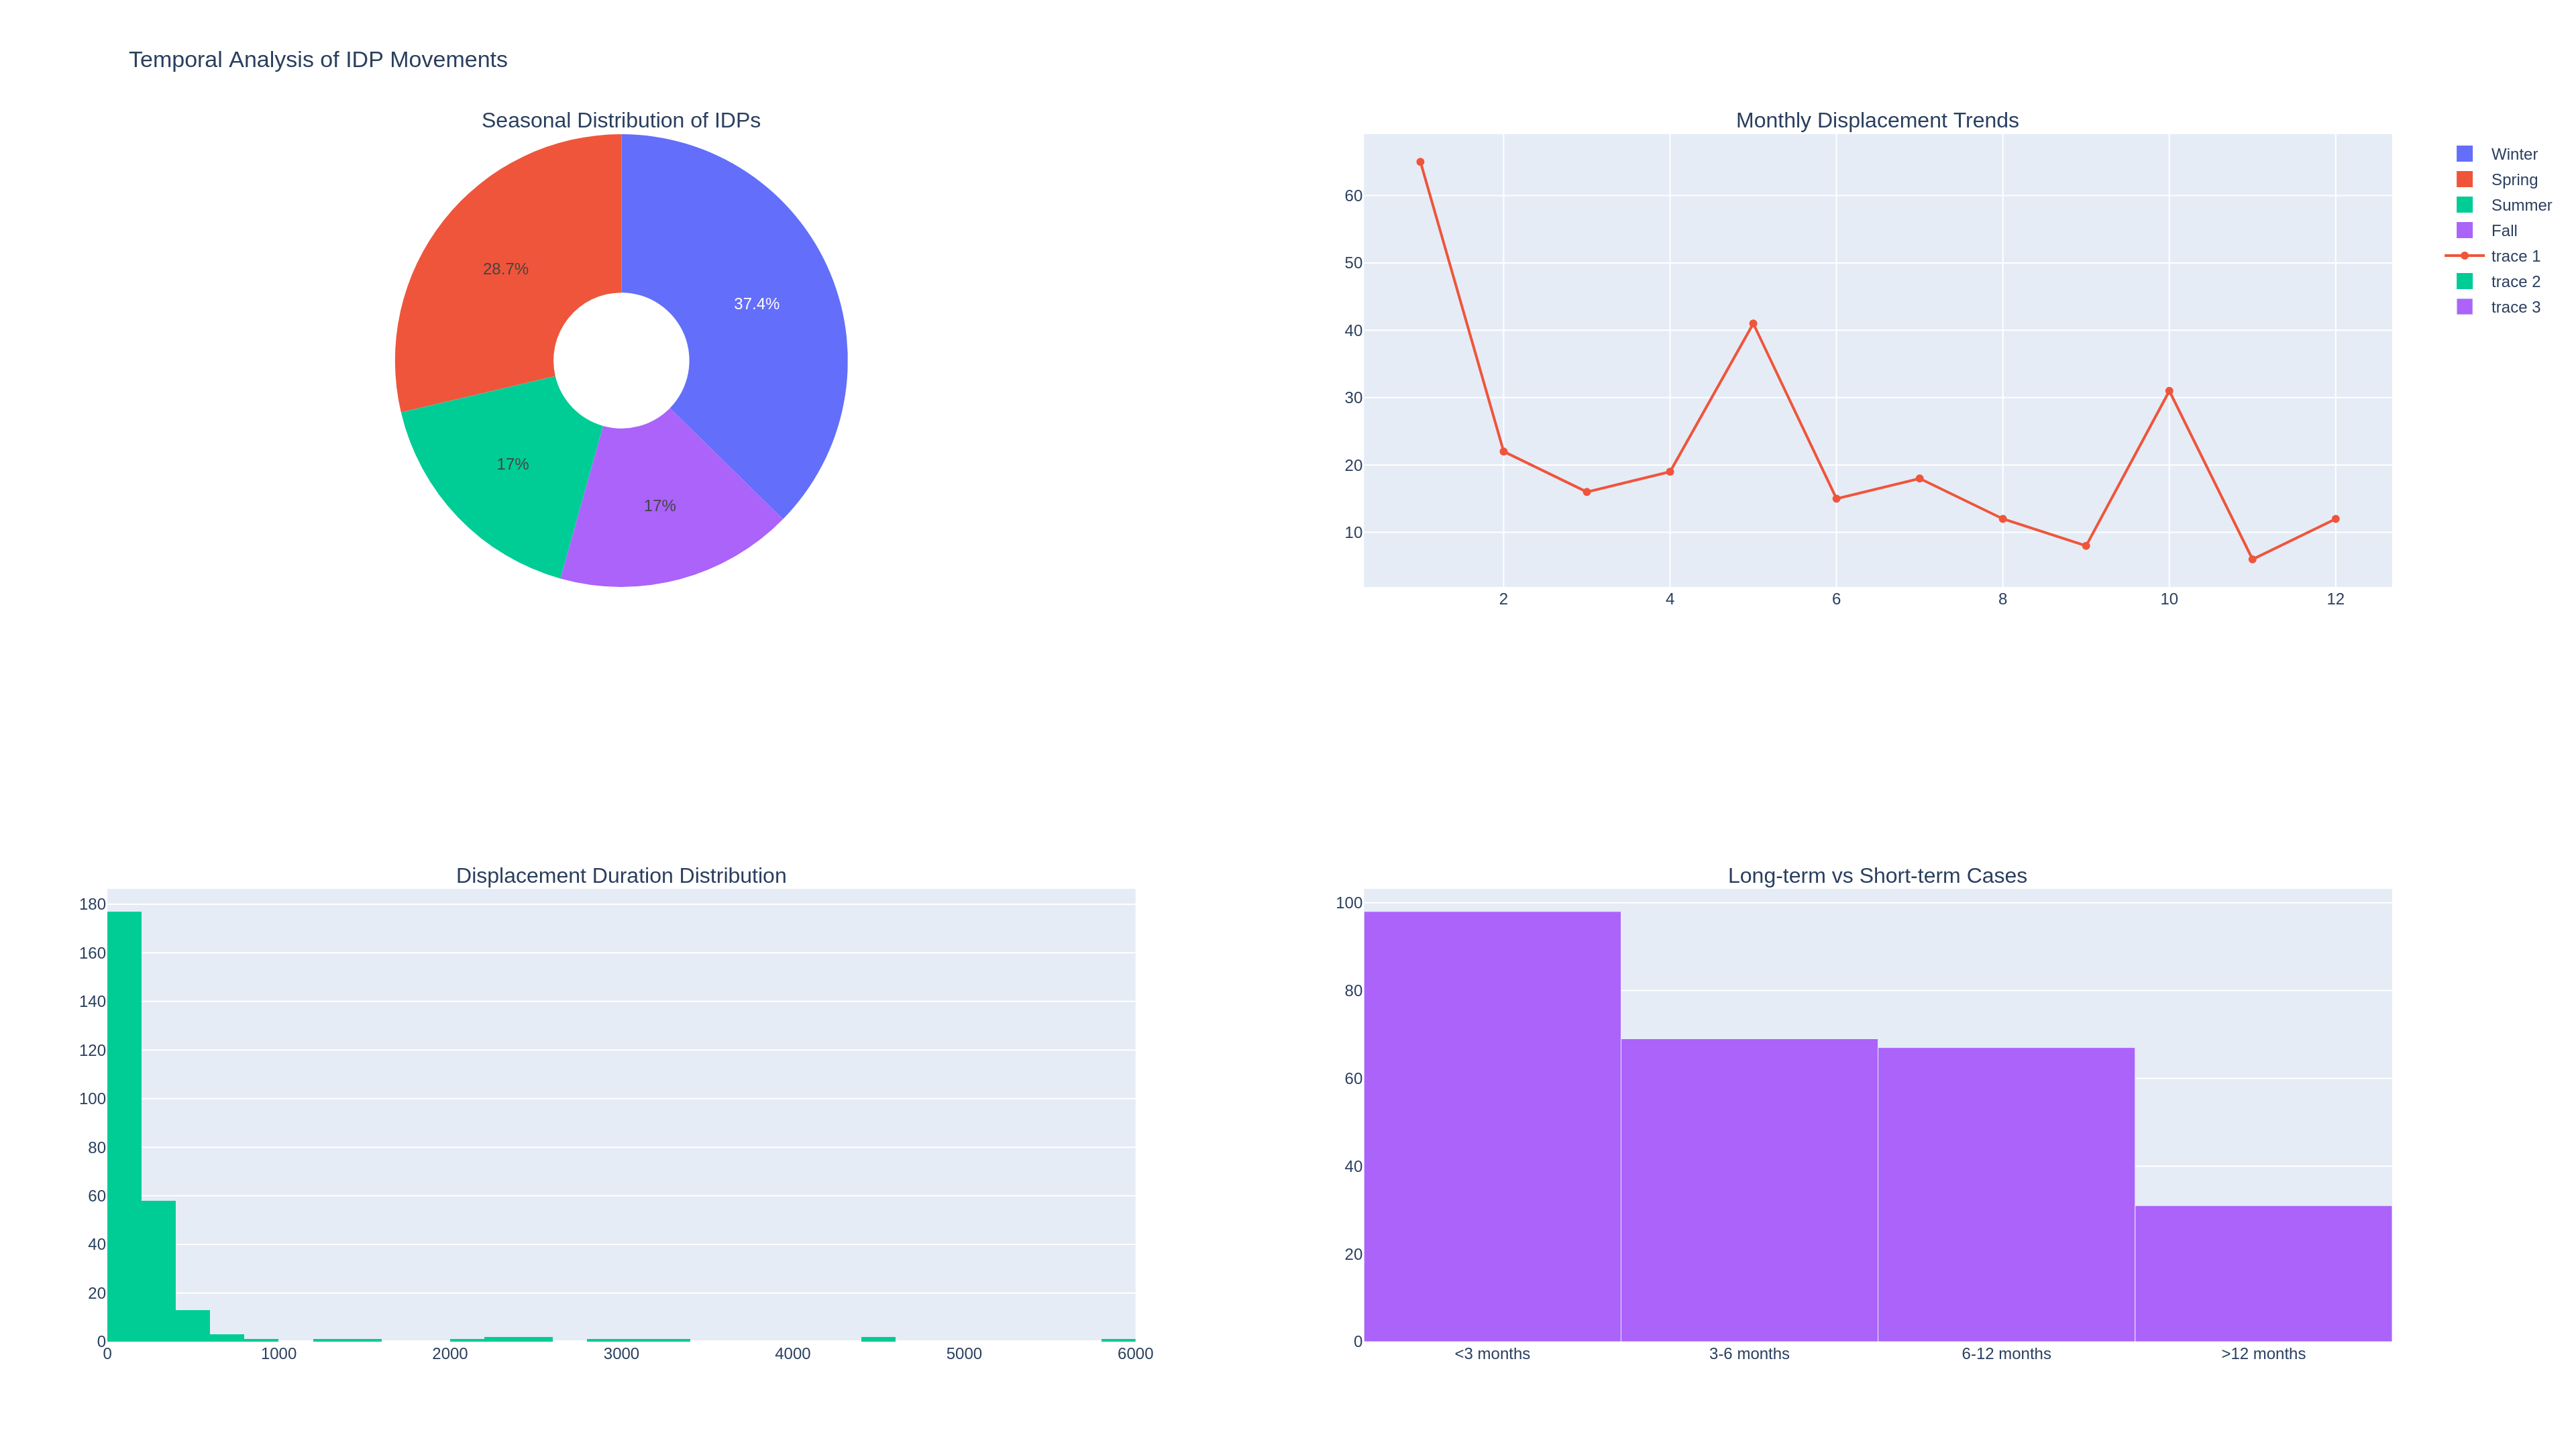 Temporal Analysis of IDP Movements
Seasonal Distribution of IDPs
28.7%
37.4%
17%
17%
Monthly Displacement Trends
60
50
40
30
20
10
2 4 6 8 10 12
Winter
Spring
Summer
Fall
trace 1
trace 2
trace 3
Displacement Duration Distribution
180
160
140
120
100
80
60
40
20
0
0 1000 2000 3000 4000 5000 6000
Long-term vs Short-term Cases
100
80
60
40
20
0
<3 months 3-6 months 6-12 months >12 months